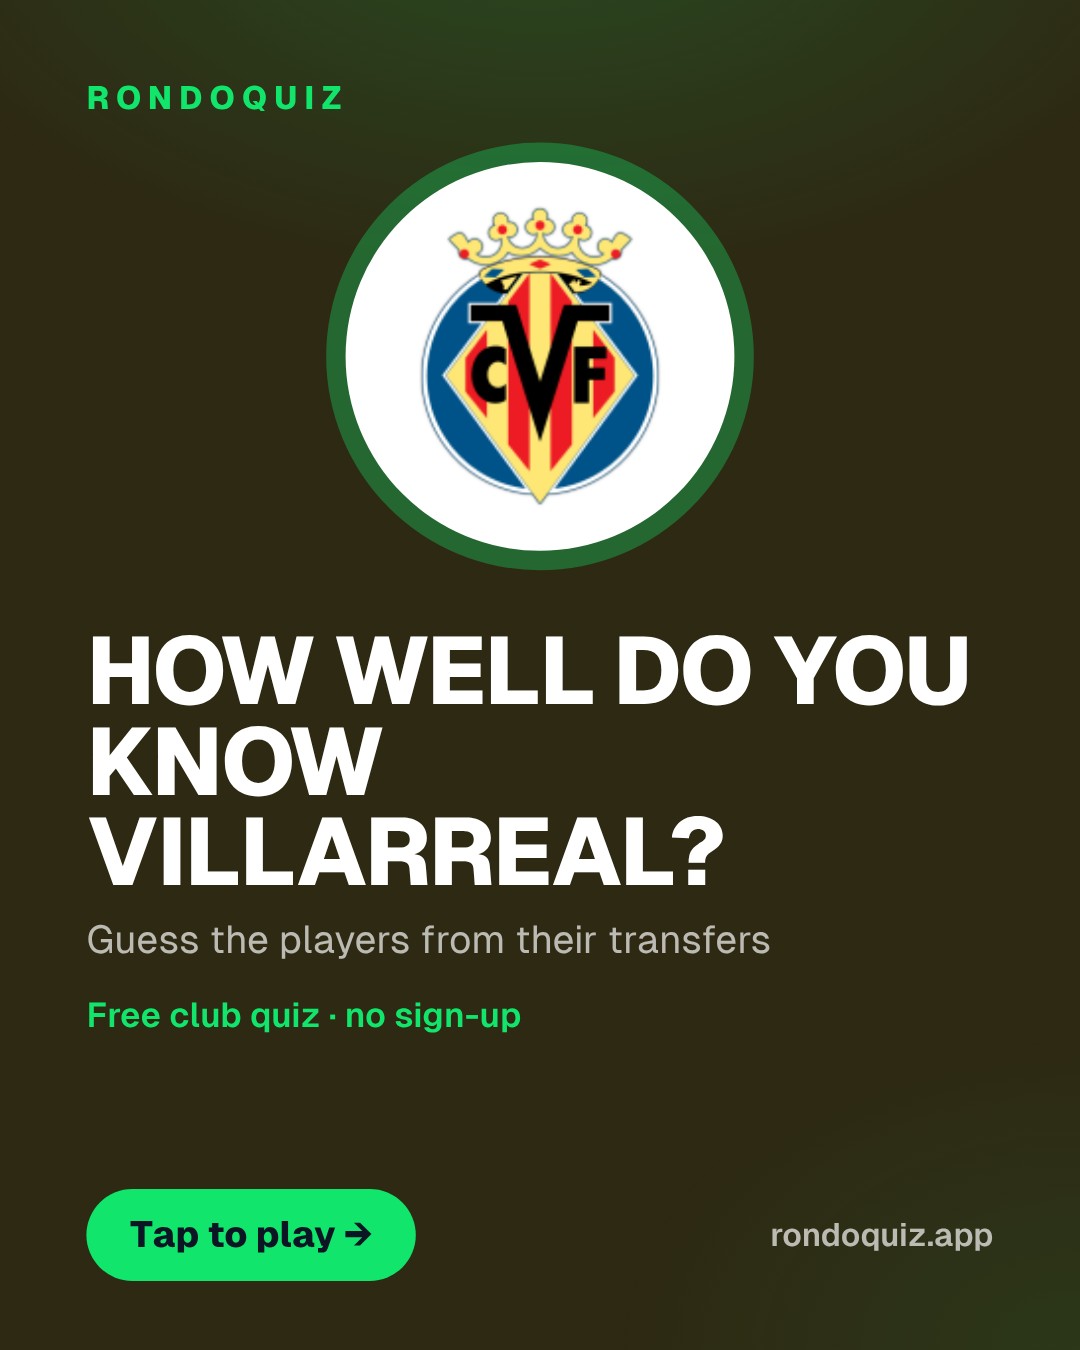 RONDOQUIZ
CVF
HOW WELL DO YOU
KNOW
VILLARREAL?
Guess the players from their transfers
Free club quiz · no sign-up
Tap to play →
rondoquiz.app